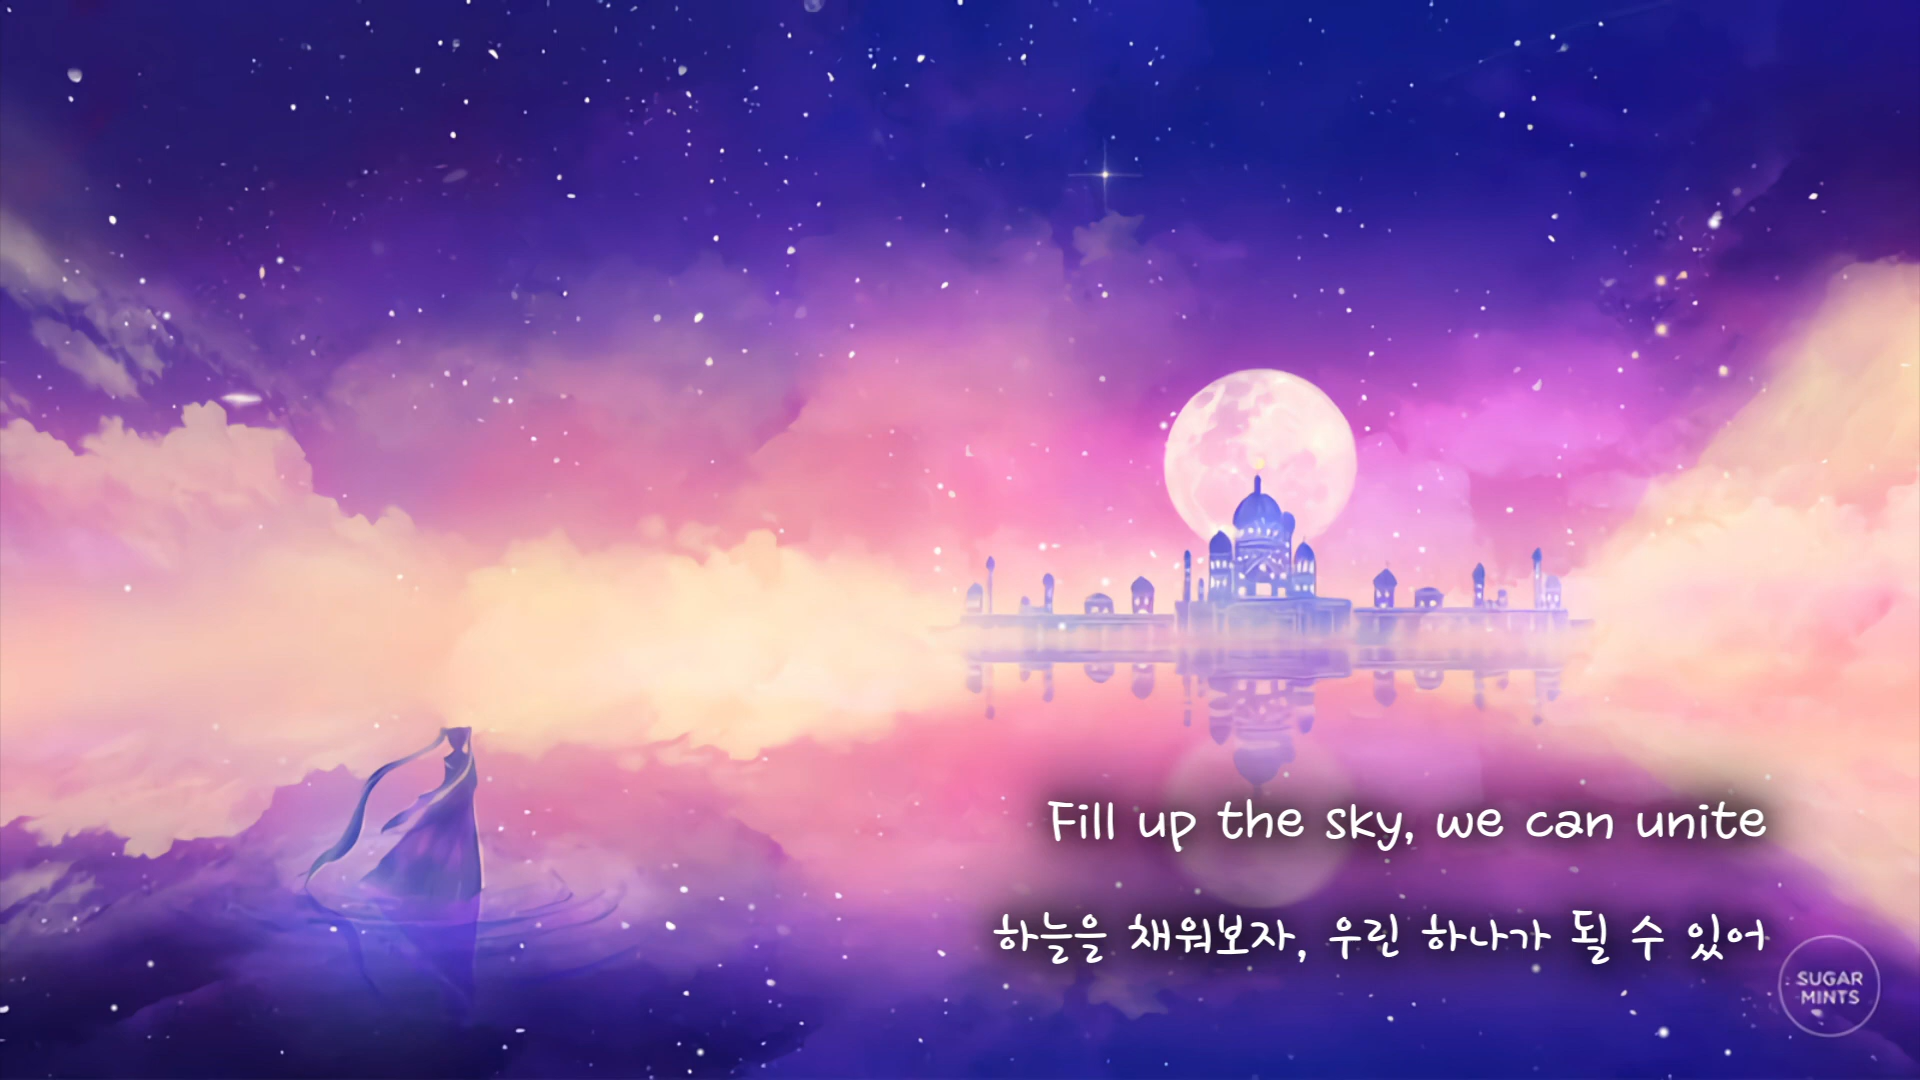 Fill up the sky, we can unite
하늘을 채워보자, 우린 하나가 될 수 있어
SUGAR
MINTS